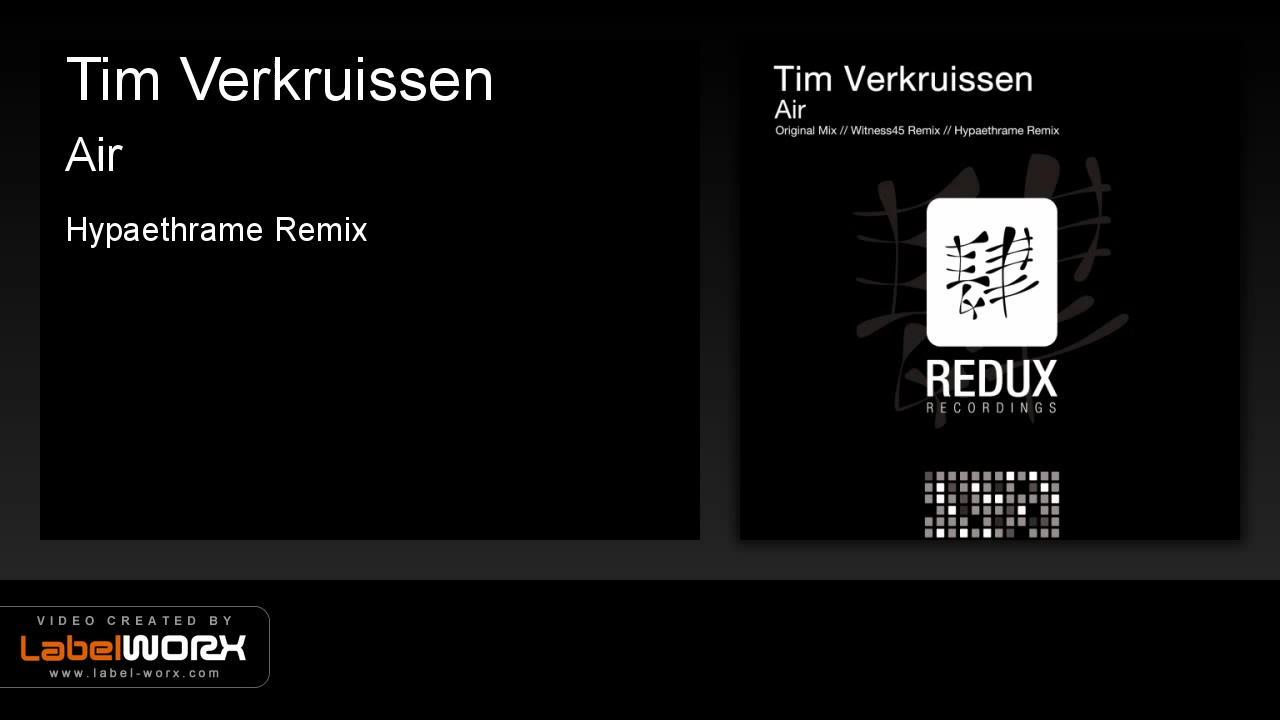 Tim Verkruissen
Air
Hypaethrame Remix
Tim Verkruissen
Air
Original Mix // Witness45 Remix // Hypaethrame Remix
肆
REDUX
RECORDINGS
VIDEO CREATED BY
LabelWORX
www.label-worx.com